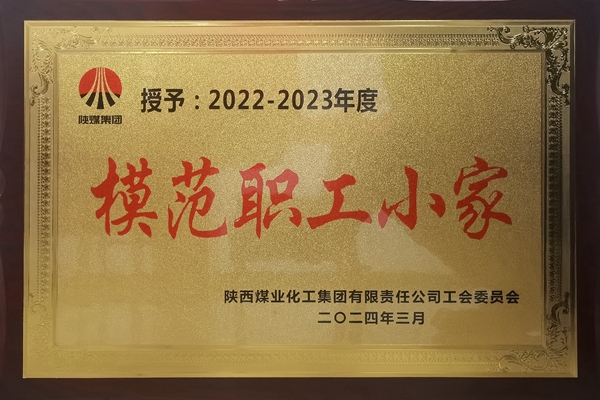 陕煤集团
授予：2022-2023年度
模范职工小家
陕西煤业化工集团有限责任公司工会委员会
二〇二四年三月